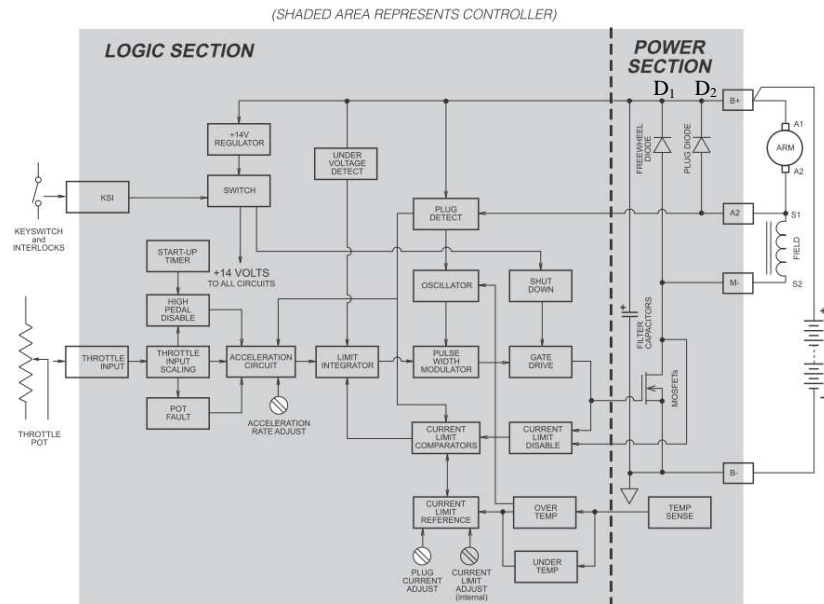 (SHADED AREA REPRESENTS CONTROLLER)
LOGIC SECTION
POWER
SECTION
D1
D2
B+
+14V
REGULATOR
UNDER
VOLTAGE
DETECT
FREEWHEEL
DIODE
PLUG DIODE
A1
ARM
A2
KSI
SWITCH
PLUG
DETECT
A2
S1
KEYSWITCH
and
INTERLOCKS
START-UP
TIMER
+14 VOLTS
TO ALL CIRCUITS
OSCILLATOR
SHUT
DOWN
FIELD
M-
S2
HIGH
PEDAL
DISABLE
+
FILTER
CAPACITORS
+
THROTTLE
INPUT
THROTTLE
INPUT
SCALING
ACCELERATION
CIRCUIT
LIMIT
INTEGRATOR
PULSE
WIDTH
MODULATOR
GATE
DRIVE
MOSFETs
-
POT
FAULT
THROTTLE
POT
ACCELERATION
RATE ADJUST
CURRENT
LIMIT
COMPARATORS
CURRENT
LIMIT
DISABLE
B-
CURRENT
LIMIT
REFERENCE
OVER
TEMP
TEMP
SENSE
UNDER
TEMP
PLUG
CURRENT
ADJUST
CURRENT
LIMIT
ADJUST
(internal)